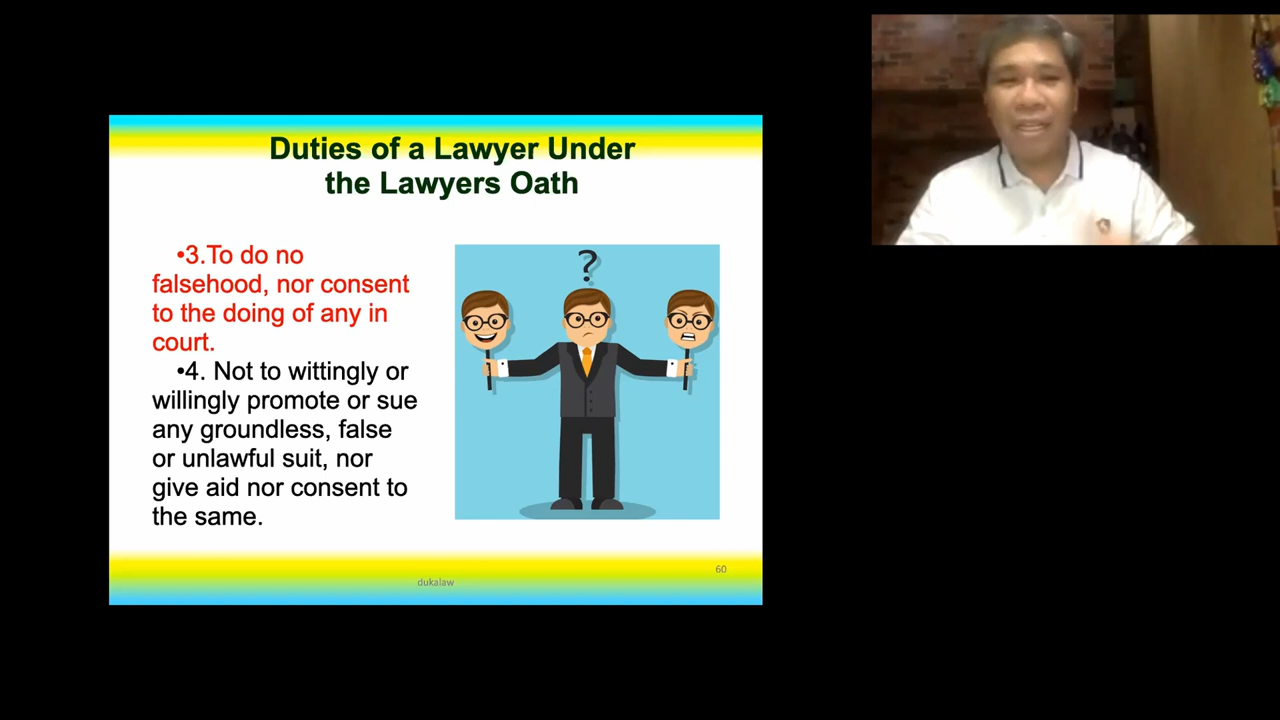 Duties of a Lawyer Under
the Lawyers Oath
•3.To do no
falsehood, nor consent
to the doing of any in
court.
•4. Not to wittingly or
willingly promote or sue
any groundless, false
or unlawful suit, nor
give aid nor consent to
the same.
?
60
dukalaw